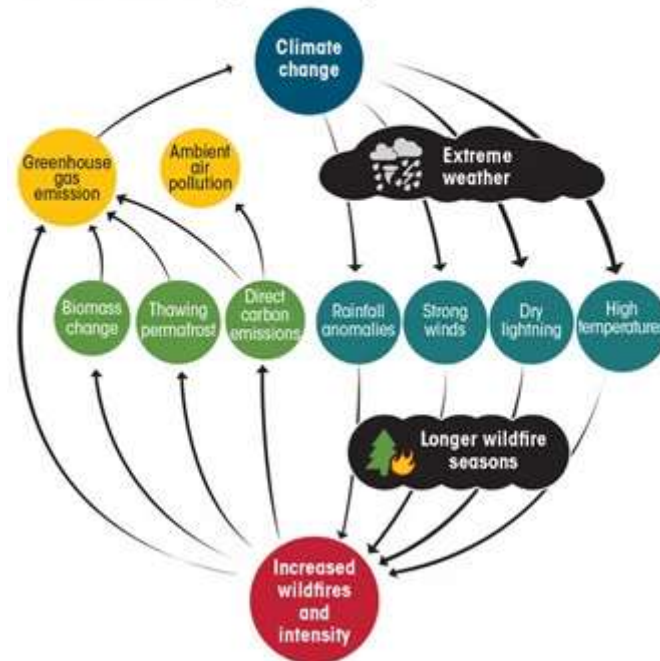 Climate
change
Greenhouse
gas
emission
Ambient
air
pollution
Extreme
weather
Biomass
change
Thawing
permafrost
Direct
carbon
emissions
Rainfall
anomalies
Strong
winds
Dry
lightning
High
temperatures
Longer wildfire
seasons
Increased
wildfires
and
intensity